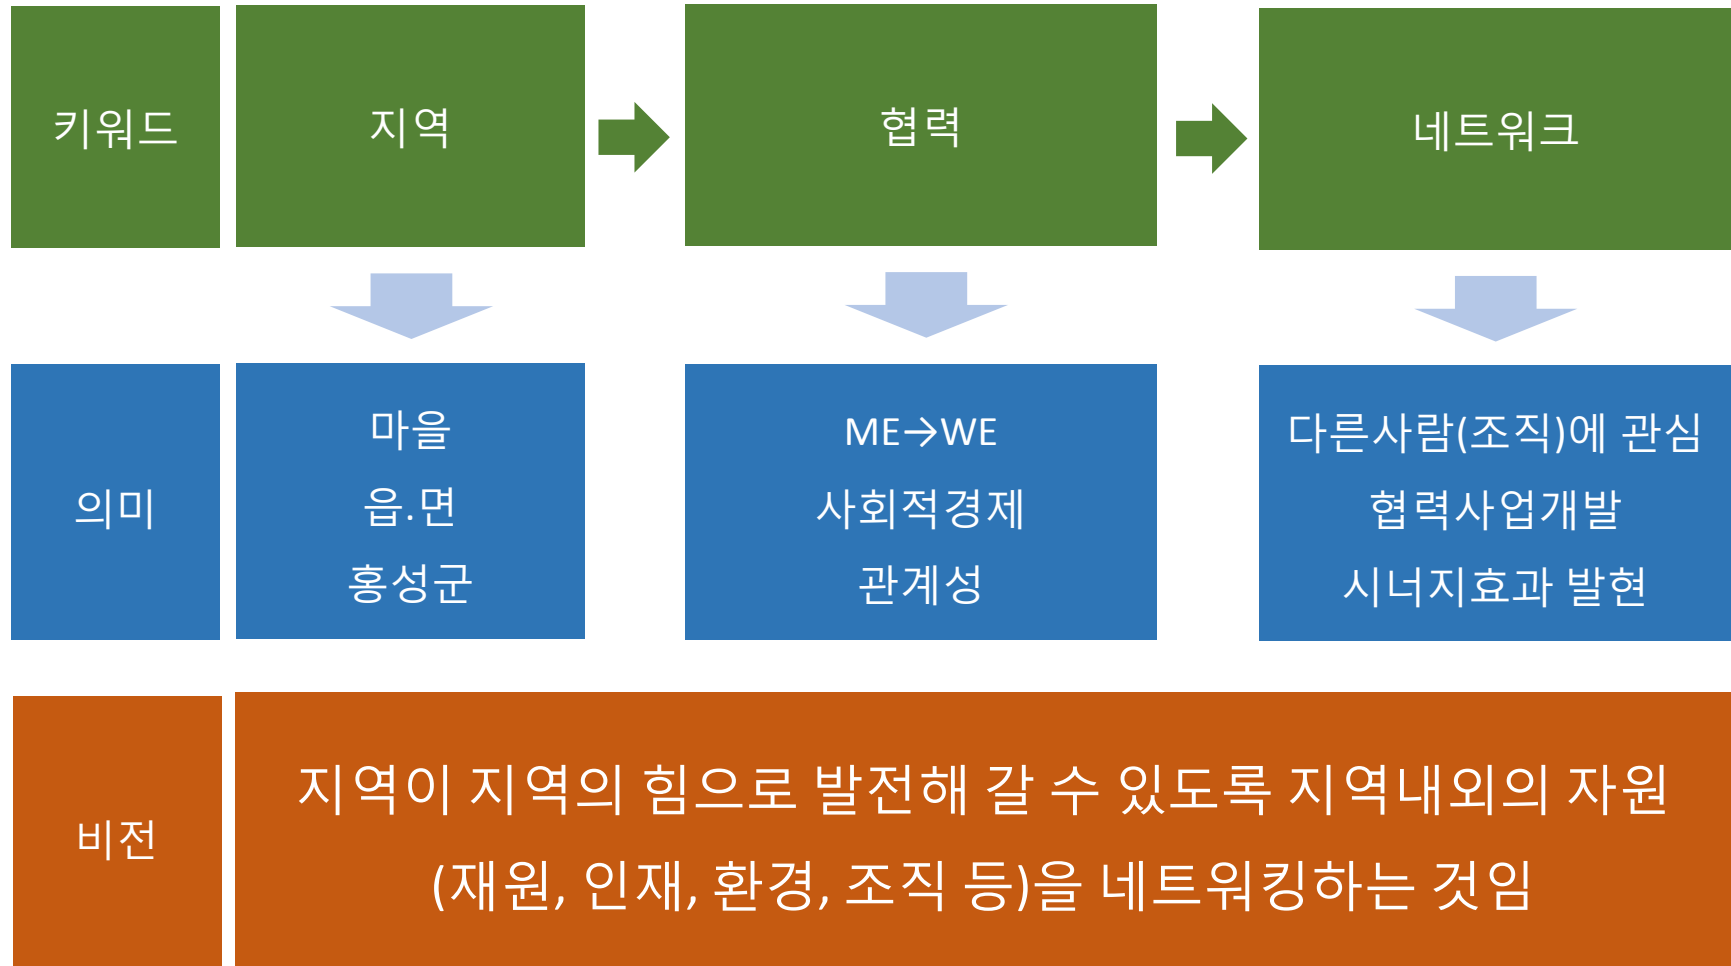 키워드
지역
협력
네트워크
의미
마을
읍.면
홍성군
ME→WE
사회적경제
관계성
다른사람(조직)에 관심
협력사업개발
시너지효과 발현
비전
지역이 지역의 힘으로 발전해 갈 수 있도록 지역내외의 자원
(재원, 인재, 환경, 조직 등)을 네트워킹하는 것임